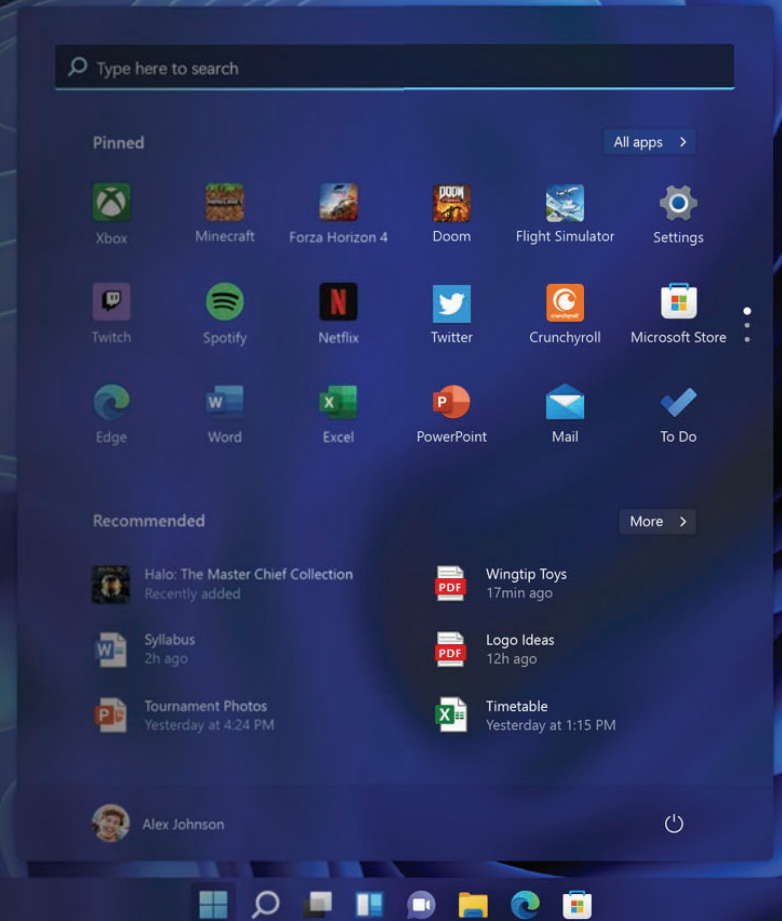 Type here to search
Pinned
All apps
Xbox
Minecraft
Forza Horizon 4
Doom
Flight Simulator
Settings
Twitch
Spotify
Netflix
Twitter
Crunchyroll
Microsoft Store
Edge
Word
Excel
PowerPoint
Mail
To Do
Recommended
More
Halo: The Master Chief Collection
Recently added
PDF
Wingtip Toys
17min ago
Syllabus
2h ago
PDF
Logo Ideas
12h ago
Tournament Photos
Yesterday at 4:24 PM
Timetable
Yesterday at 1:15 PM
Alex Johnson